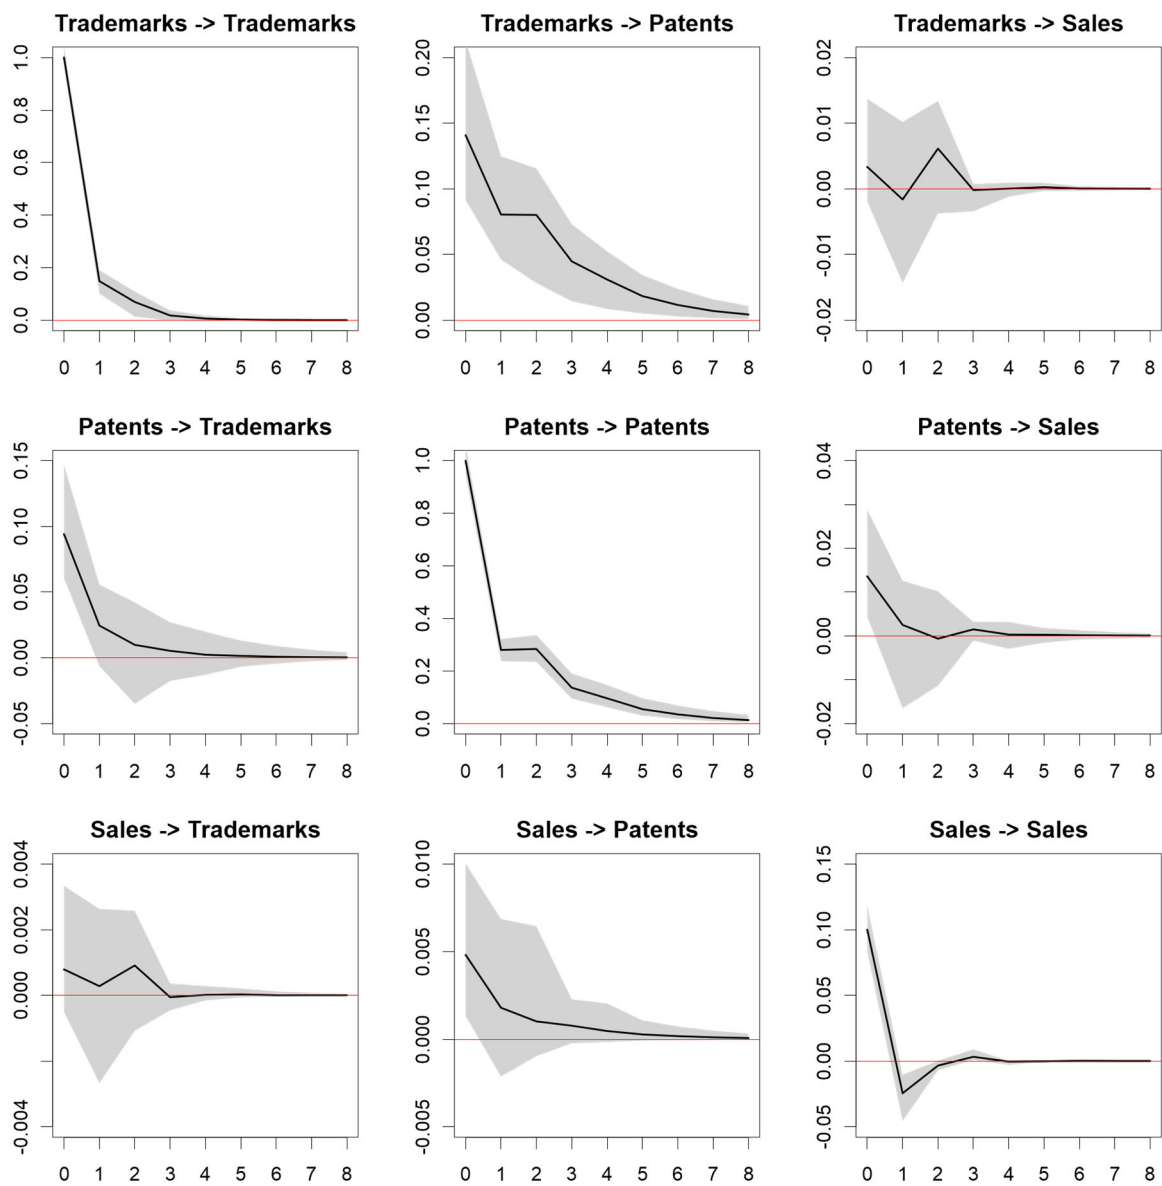 Trademarks -> Trademarks
1.0
0.8
0.6
0.4
0.2
0.0
0 1 2 3 4 5 6 7 8
Trademarks -> Patents
0.20
0.15
0.10
0.05
0.00
0 1 2 3 4 5 6 7 8
Trademarks -> Sales
0.02
0.01
0.00
-0.01
-0.02
0 1 2 3 4 5 6 7 8
Patents -> Trademarks
0.15
0.10
0.05
0.00
-0.05
0 1 2 3 4 5 6 7 8
Patents -> Patents
1.0
0.8
0.6
0.4
0.2
0.0
0 1 2 3 4 5 6 7 8
Patents -> Sales
0.04
0.02
0.00
-0.02
0 1 2 3 4 5 6 7 8
Sales -> Trademarks
0.004
0.002
0.000
-0.004
0 1 2 3 4 5 6 7 8
Sales -> Patents
0.010
0.005
0.000
-0.005
0 1 2 3 4 5 6 7 8
Sales -> Sales
0.15
0.10
0.05
0.00
-0.05
0 1 2 3 4 5 6 7 8